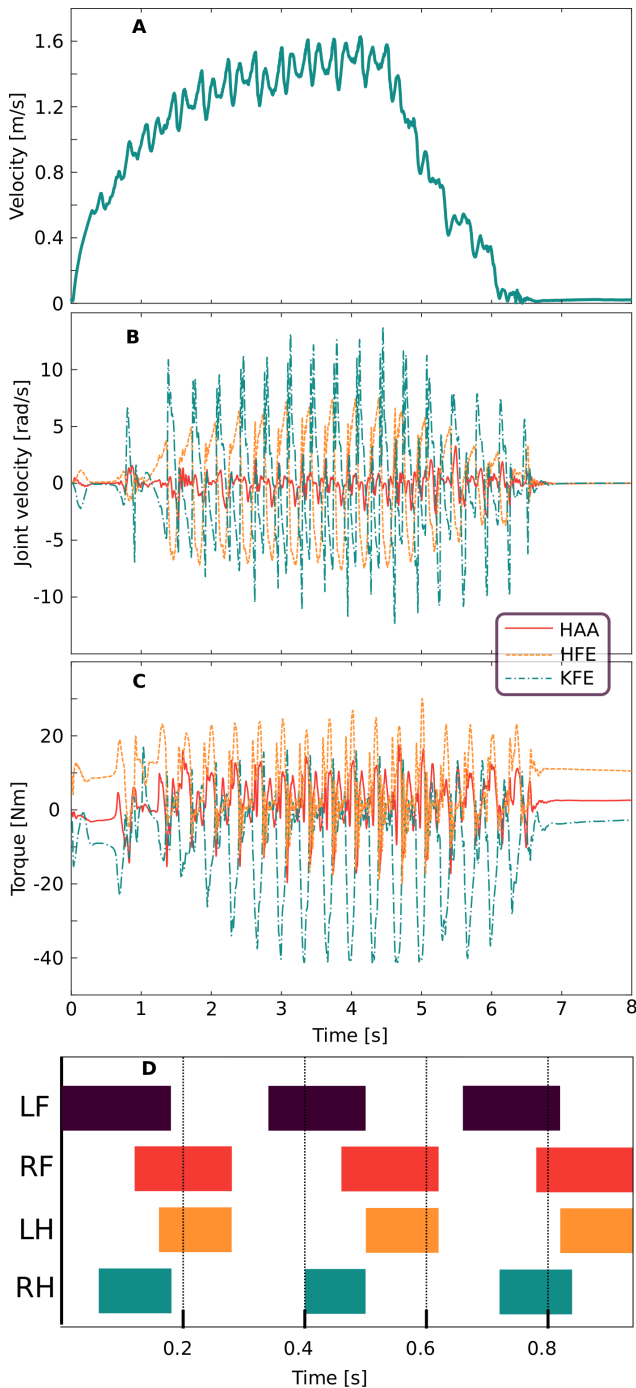 A
1.6
1.2
0.8
0.4
0
Velocity [m/s]
B
10
5
0
-5
-10
Joint velocity [rad/s]
HAA
HFE
KFE
C
20
0
-20
-40
Torque [Nm]
0 1 2 3 4 5 6 7 8
Time [s]
D
LF
RF
LH
RH
0.2 0.4 0.6 0.8
Time [s]